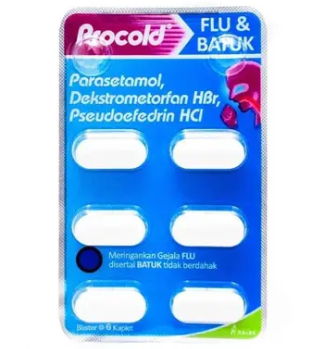 Procold®
FLU &
BATUK
Parasetamol,
Dekstrometorfan HBr,
Pseudoefedrin HCl
Meringankan Gejala FLU
disertai BATUK tidak berdahak
Blister @ 6 Kaplet